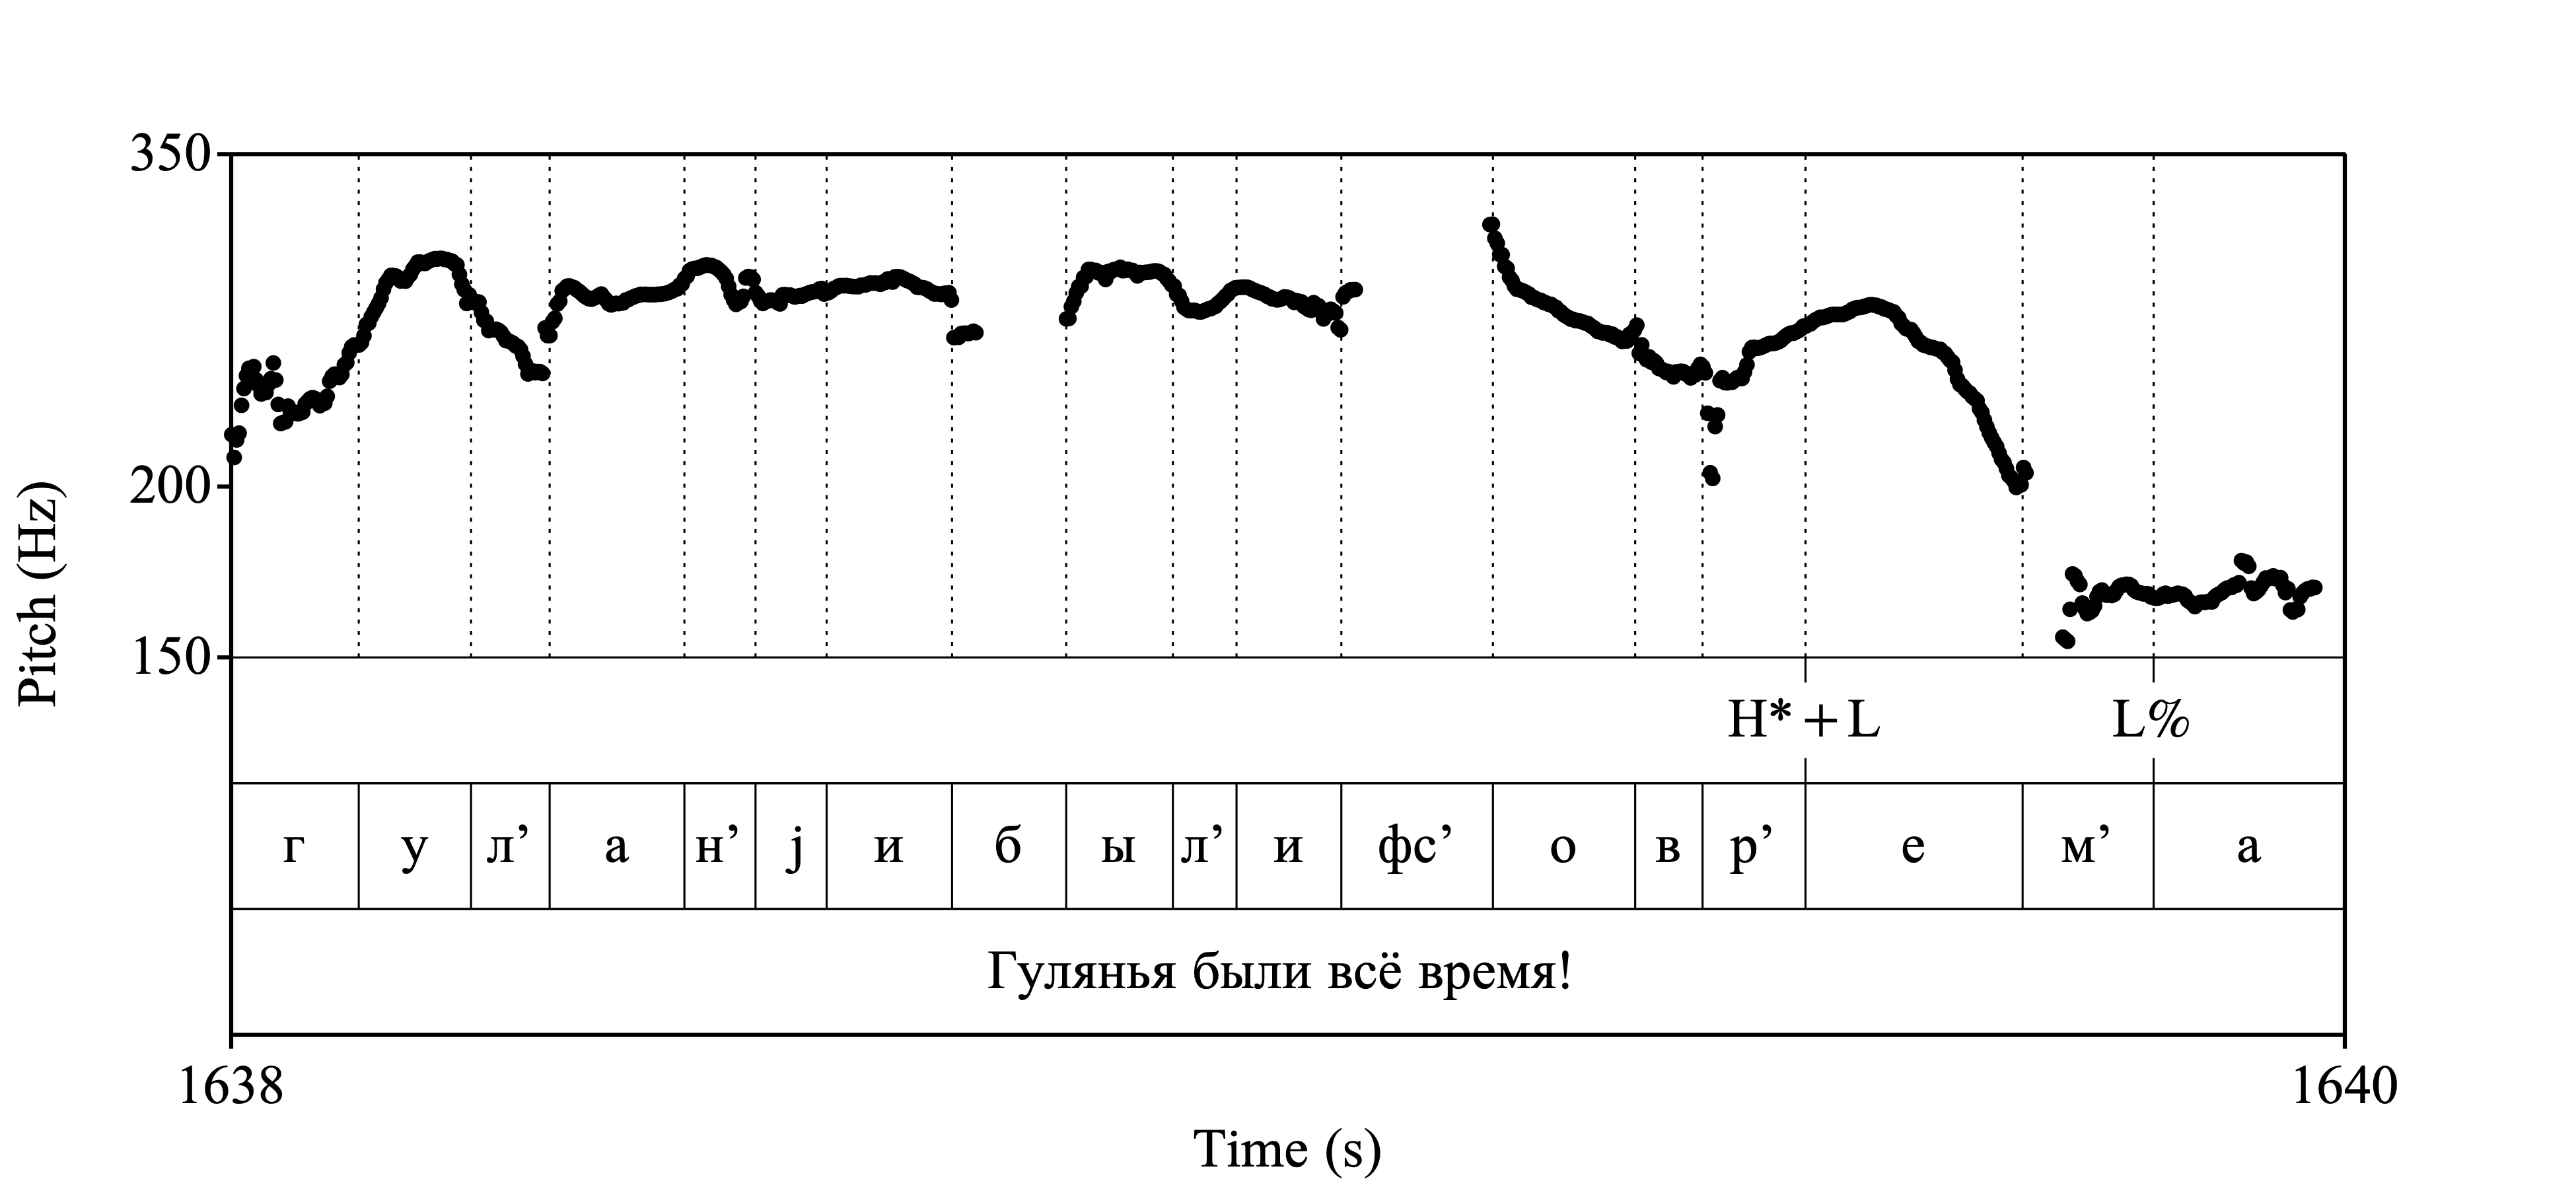 350
200
150
Pitch (Hz)
H* + L L%
г у л’ а н’ j и б ы л’ и фс’ о в р’ е м’ а
Гулянья были всё время!
1638 1640
Time (s)